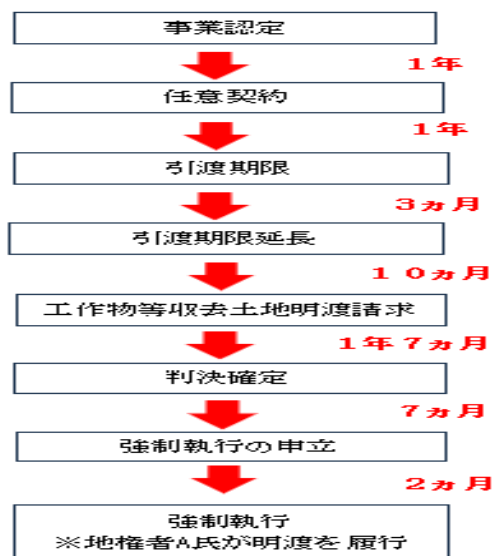 事業認定
1年
任意契約
1年
引渡期限
3ヵ月
引渡期限延長
10ヵ月
工作物等収去土地明渡請求
1年7ヵ月
判決確定
7ヵ月
強制執行の申立
2ヵ月
強制執行
※地権者A氏が明渡を履行